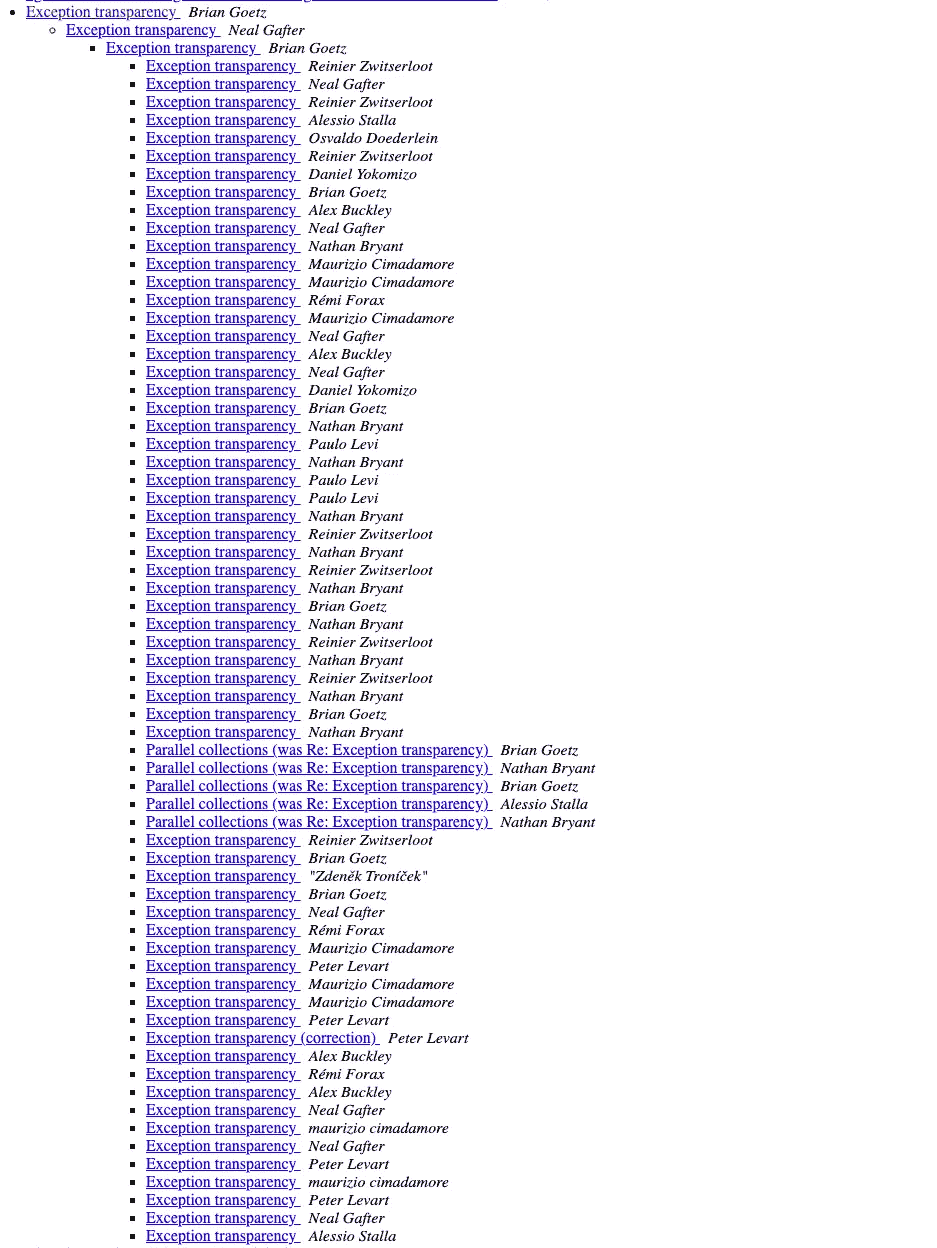 Exception transparency Brian Goetz
Exception transparency Neal Gafter
Exception transparency Brian Goetz
Exception transparency Reinier Zwitserloot
Exception transparency Neal Gafter
Exception transparency Reinier Zwitserloot
Exception transparency Alessio Stalla
Exception transparency Osvaldo Doederlein
Exception transparency Reinier Zwitserloot
Exception transparency Daniel Yokomizo
Exception transparency Brian Goetz
Exception transparency Alex Buckley
Exception transparency Neal Gafter
Exception transparency Nathan Bryant
Exception transparency Maurizio Cimadamore
Exception transparency Maurizio Cimadamore
Exception transparency Rémi Forax
Exception transparency Maurizio Cimadamore
Exception transparency Neal Gafter
Exception transparency Alex Buckley
Exception transparency Neal Gafter
Exception transparency Daniel Yokomizo
Exception transparency Brian Goetz
Exception transparency Nathan Bryant
Exception transparency Paulo Levi
Exception transparency Nathan Bryant
Exception transparency Paulo Levi
Exception transparency Paulo Levi
Exception transparency Nathan Bryant
Exception transparency Reinier Zwitserloot
Exception transparency Nathan Bryant
Exception transparency Reinier Zwitserloot
Exception transparency Nathan Bryant
Exception transparency Brian Goetz
Exception transparency Nathan Bryant
Exception transparency Reinier Zwitserloot
Exception transparency Nathan Bryant
Exception transparency Reinier Zwitserloot
Exception transparency Nathan Bryant
Exception transparency Brian Goetz
Exception transparency Nathan Bryant
Parallel collections (was Re: Exception transparency) Brian Goetz
Parallel collections (was Re: Exception transparency) Nathan Bryant
Parallel collections (was Re: Exception transparency) Brian Goetz
Parallel collections (was Re: Exception transparency) Alessio Stalla
Parallel collections (was Re: Exception transparency) Nathan Bryant
Exception transparency Reinier Zwitserloot
Exception transparency Brian Goetz
Exception transparency "Zdeněk Troníček"
Exception transparency Brian Goetz
Exception transparency Neal Gafter
Exception transparency Rémi Forax
Exception transparency Maurizio Cimadamore
Exception transparency Peter Levart
Exception transparency Maurizio Cimadamore
Exception transparency Maurizio Cimadamore
Exception transparency Peter Levart
Exception transparency (correction) Peter Levart
Exception transparency Alex Buckley
Exception transparency Rémi Forax
Exception transparency Alex Buckley
Exception transparency Neal Gafter
Exception transparency maurizio cimadamore
Exception transparency Neal Gafter
Exception transparency Peter Levart
Exception transparency maurizio cimadamore
Exception transparency Peter Levart
Exception transparency Neal Gafter
Exception transparency Alessio Stalla